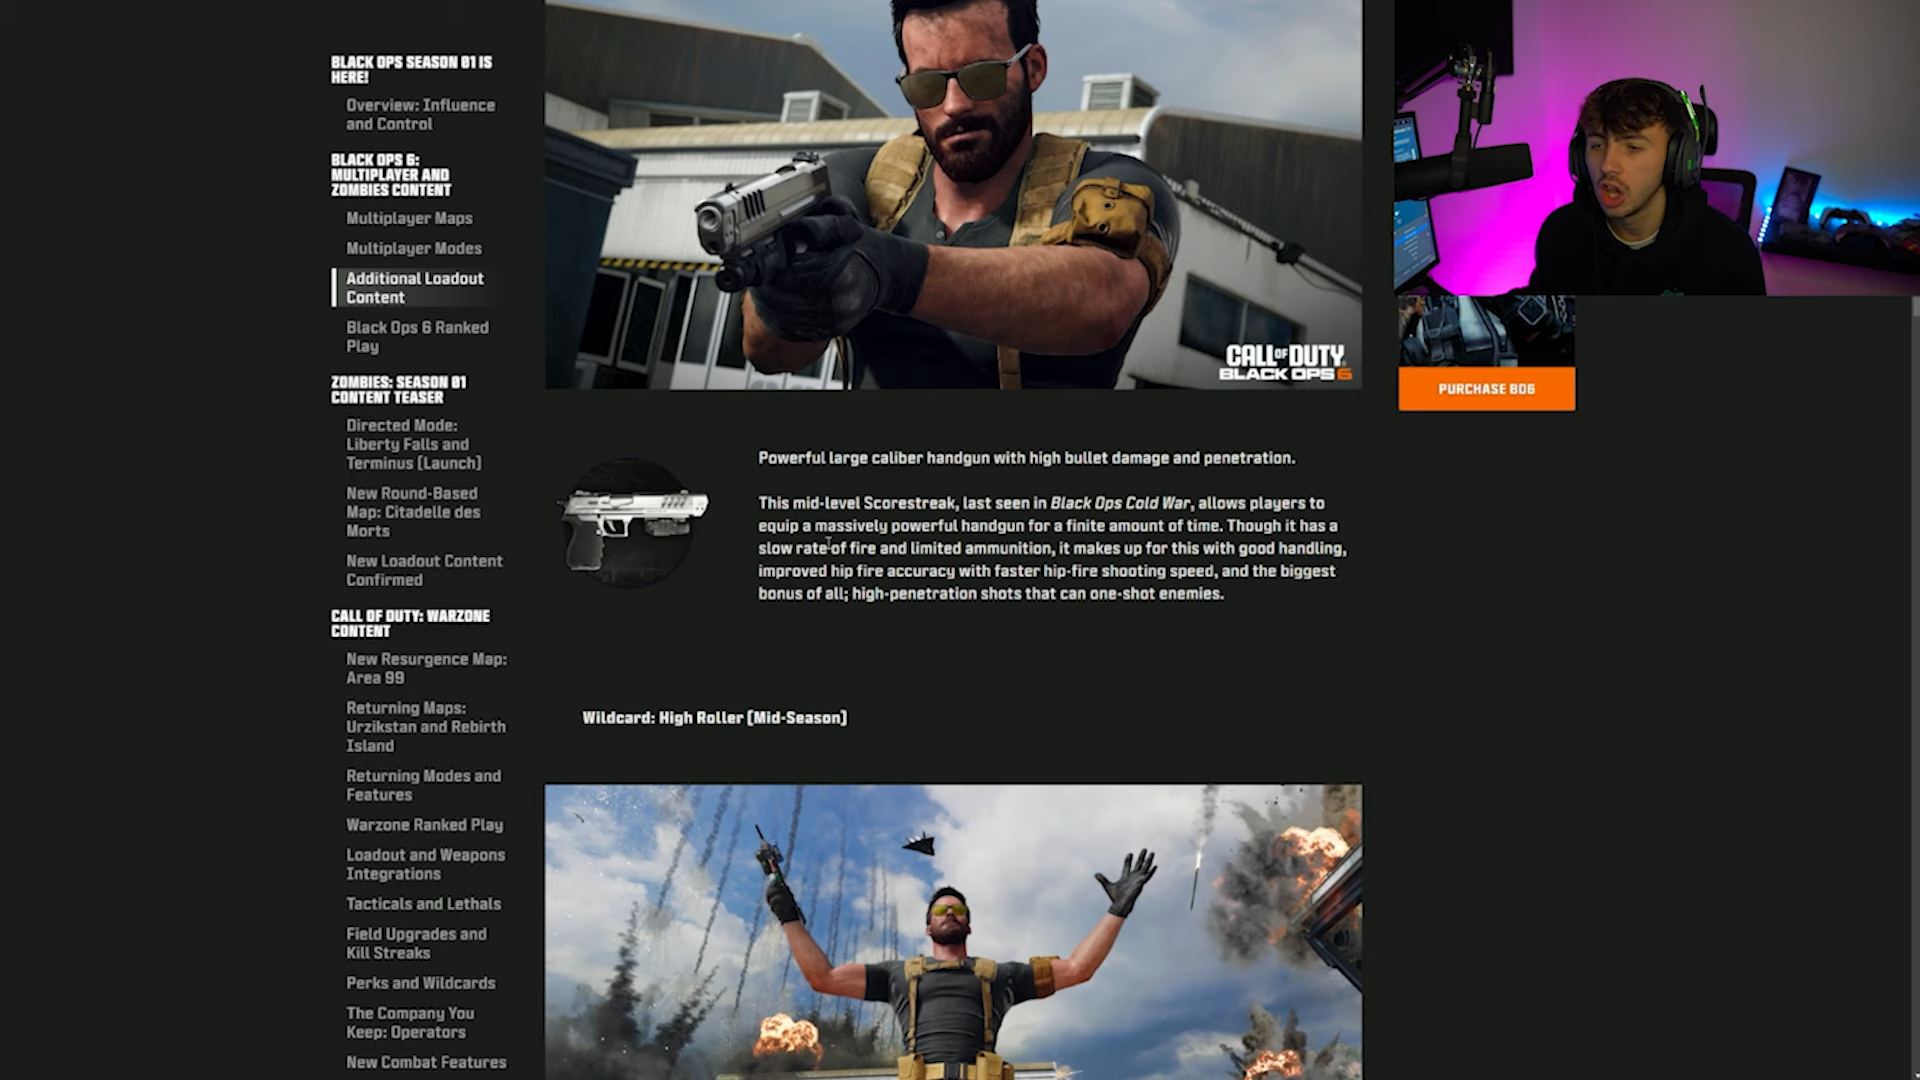 BLACK OPS SEASON 01 IS
HERE!
Overview: Influence
and Control
BLACK OPS 6:
MULTIPLAYER AND
ZOMBIES CONTENT
Multiplayer Maps
Multiplayer Modes
Additional Loadout
Content
Black Ops 6 Ranked
Play
ZOMBIES: SEASON 01
CONTENT TEASER
Directed Mode:
Liberty Falls and
Terminus (Launch)
New Round-Based
Map: Citadelle des
Morts
New Loadout Content
Confirmed
CALL OF DUTY: WARZONE
CONTENT
New Resurgence Map:
Area 99
Returning Maps:
Urzikstan and Rebirth
Island
Returning Modes and
Features
Warzone Ranked Play
Loadout and Weapons
Integrations
Tacticals and Lethals
Field Upgrades and
Kill Streaks
Perks and Wildcards
The Company You
Keep: Operators
New Combat Features
CALL OF DUTY
BLACK OPS 6
Powerful large caliber handgun with high bullet damage and penetration.
This mid-level Scorestreak, last seen in Black Ops Cold War, allows players to
equip a massively powerful handgun for a finite amount of time. Though it has a
slow rate of fire and limited ammunition, it makes up for this with good handling,
improved hip fire accuracy with faster hip-fire shooting speed, and the biggest
bonus of all; high-penetration shots that can one-shot enemies.
Wildcard: High Roller (Mid-Season)
PURCHASE BO6